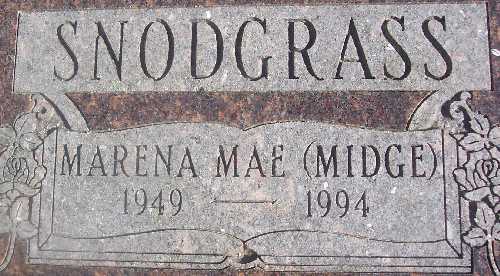 SNODGRASS
MARENA MAE (MIDGE)
1949 — 1994